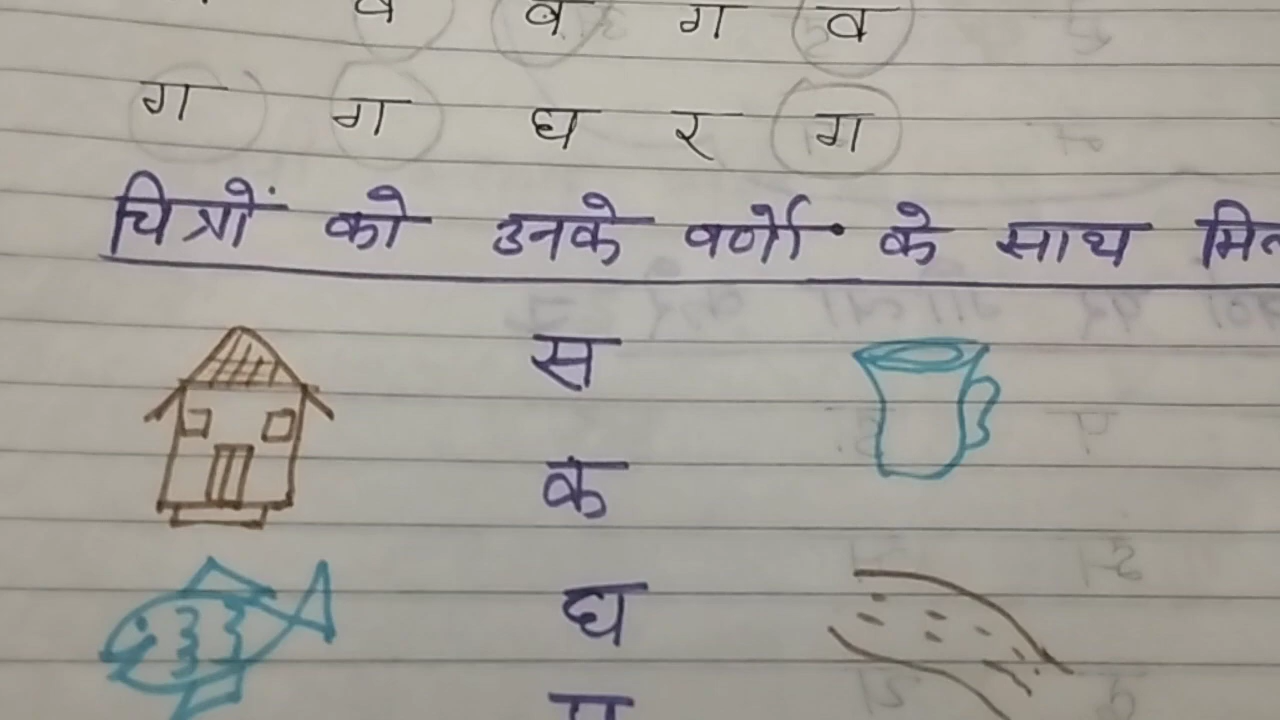 व व ग व
ग ग घ र ग
चित्रों को उनके वर्णो के साथ
स
क
घ